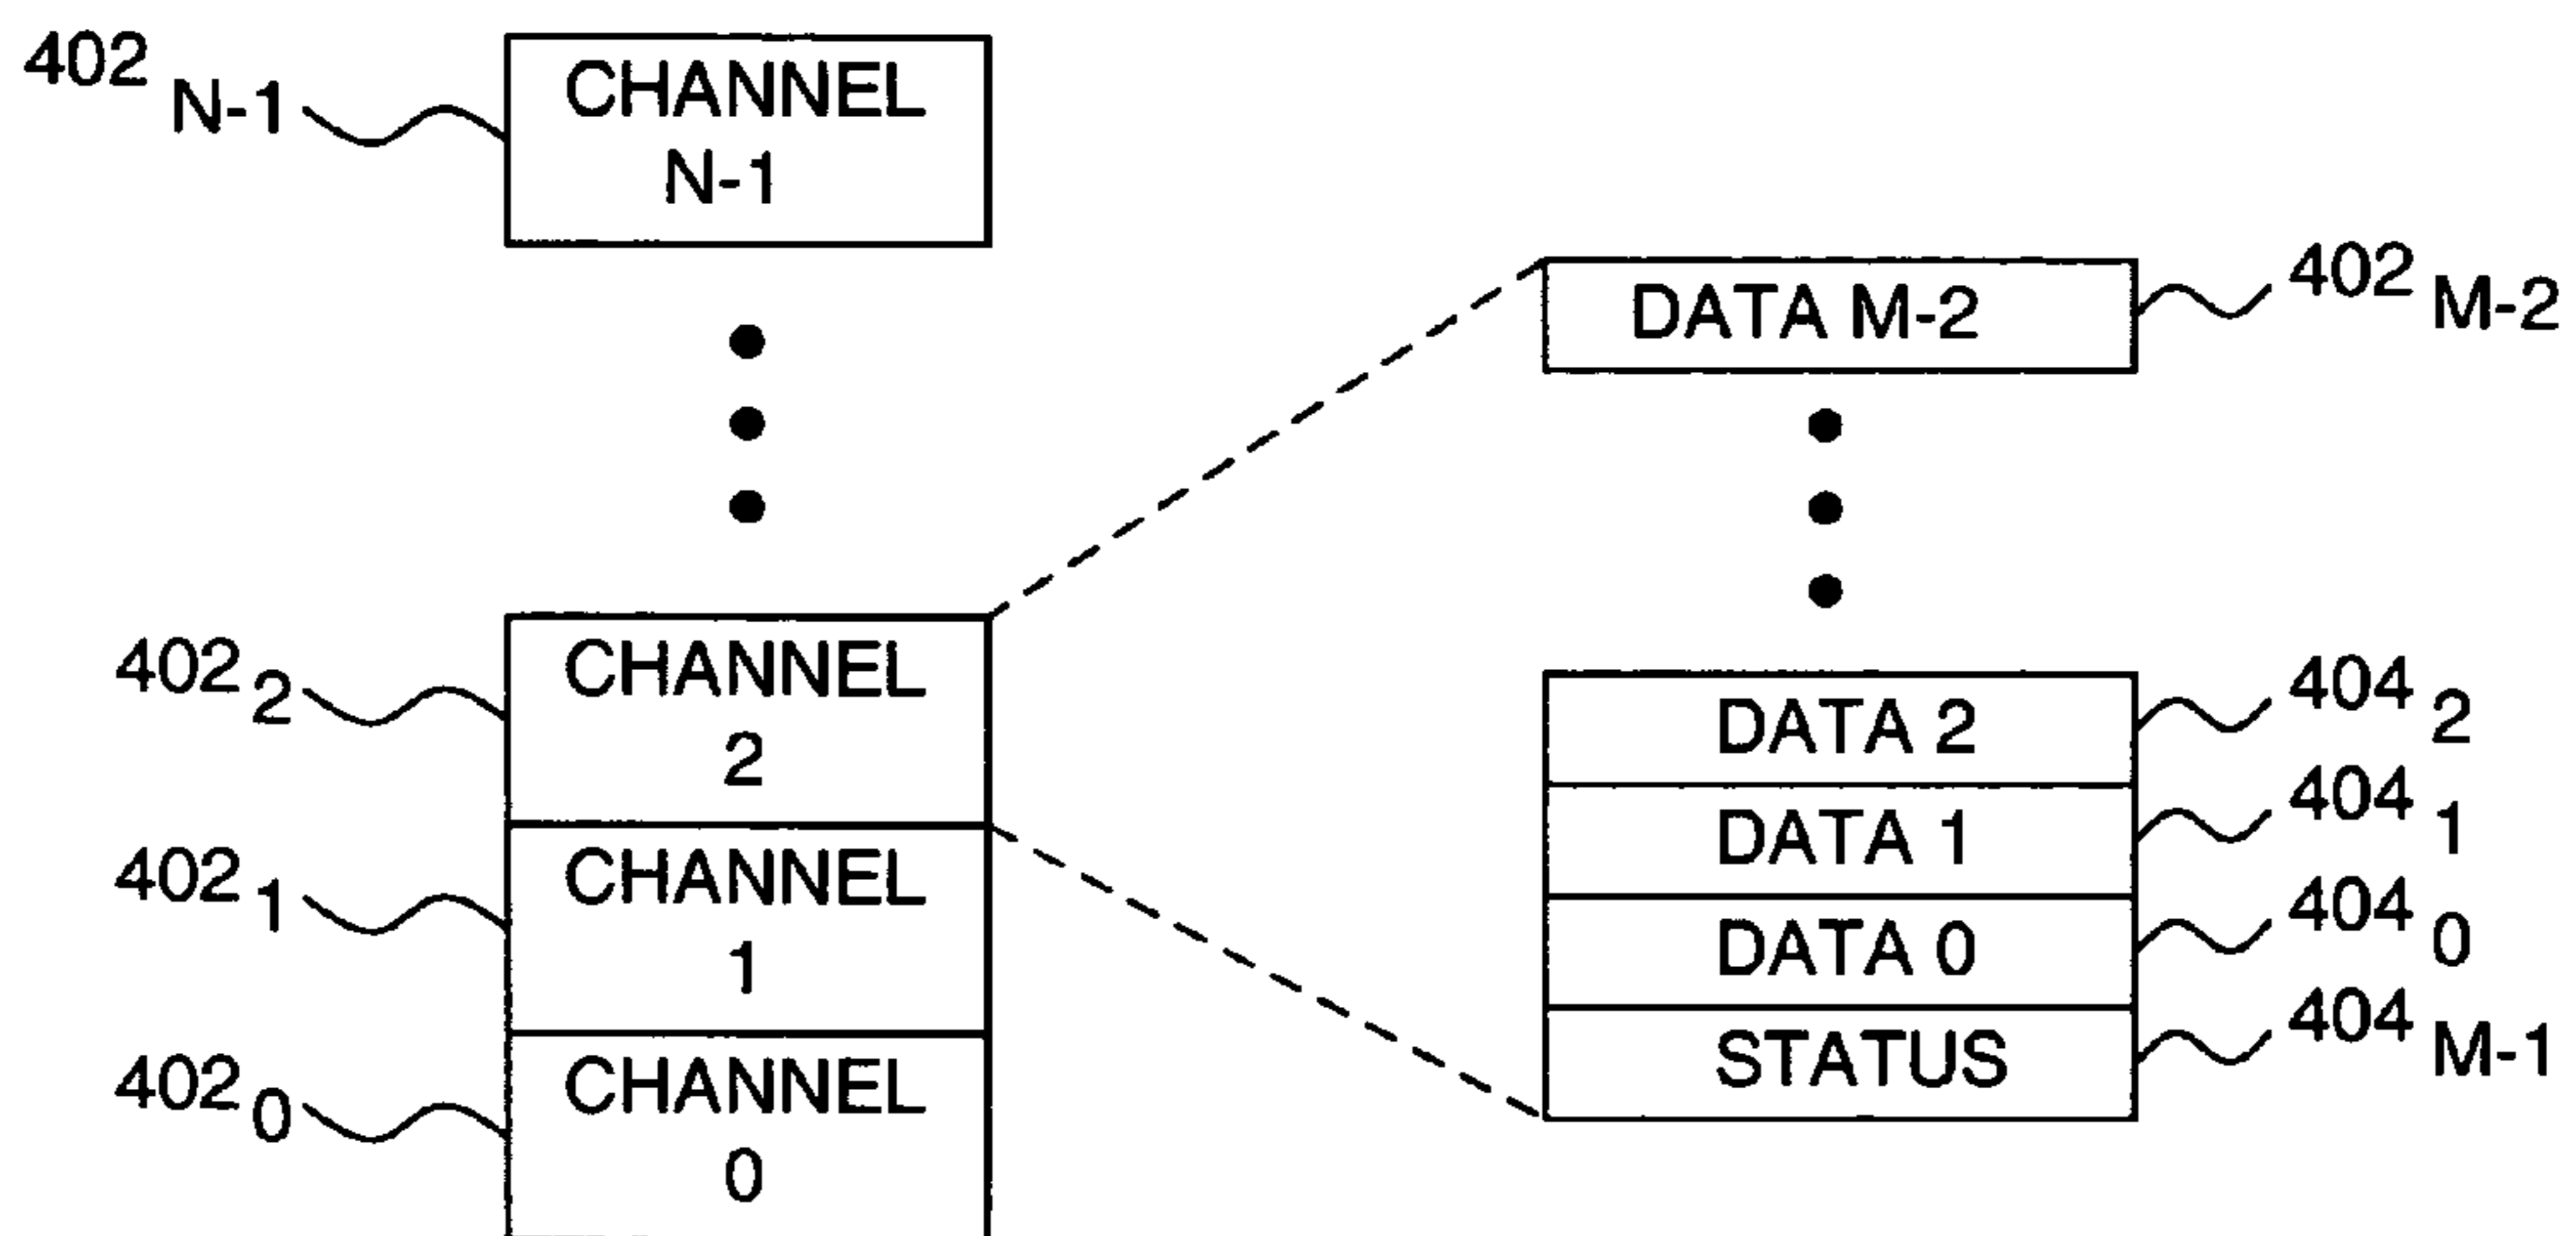 402 N-1
CHANNEL
N-1
402 2
CHANNEL
2
402 1
CHANNEL
1
402 0
CHANNEL
0
DATA M-2
402 M-2
DATA 2
404 2
DATA 1
404 1
DATA 0
404 0
STATUS
404 M-1